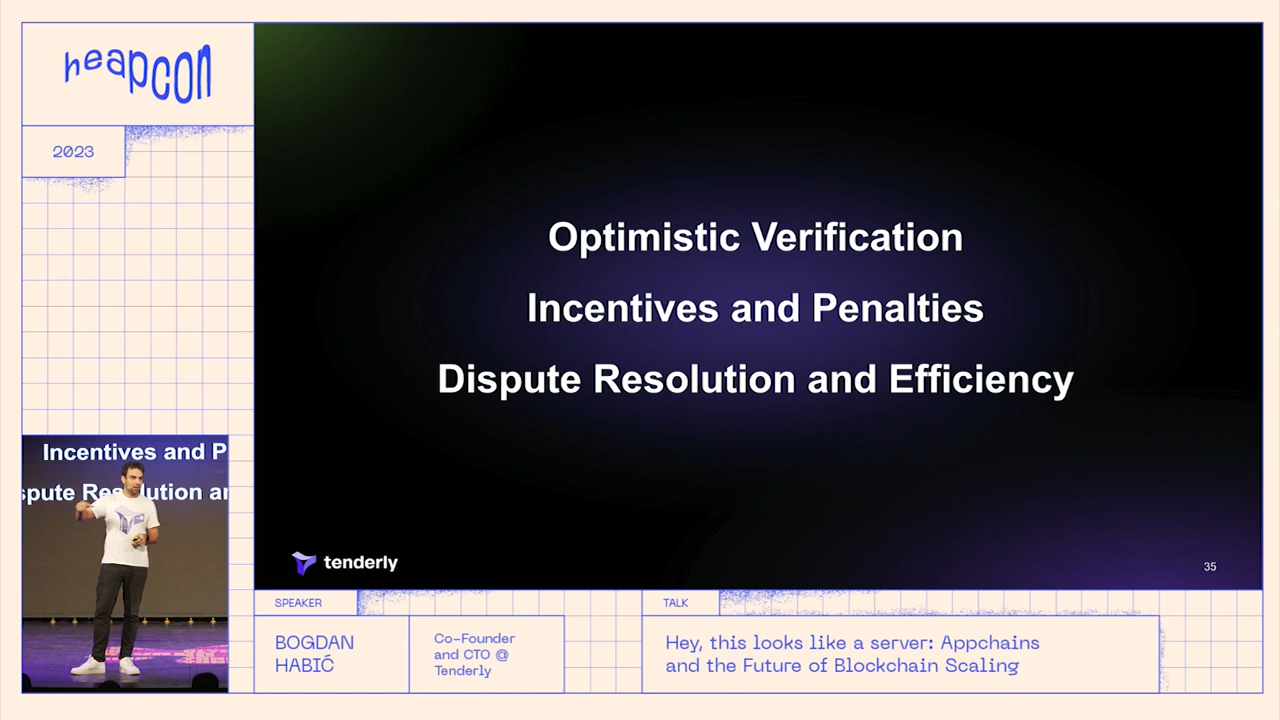 heapcon
2023
Optimistic Verification
Incentives and Penalties
Dispute Resolution and Efficiency
tenderly
35
Incentives and P
spute Resolution ar
SPEAKER
BOGDAN
HABIĆ
Co-Founder
and CTO @
Tenderly
TALK
Hey, this looks like a server: Appchains
and the Future of Blockchain Scaling